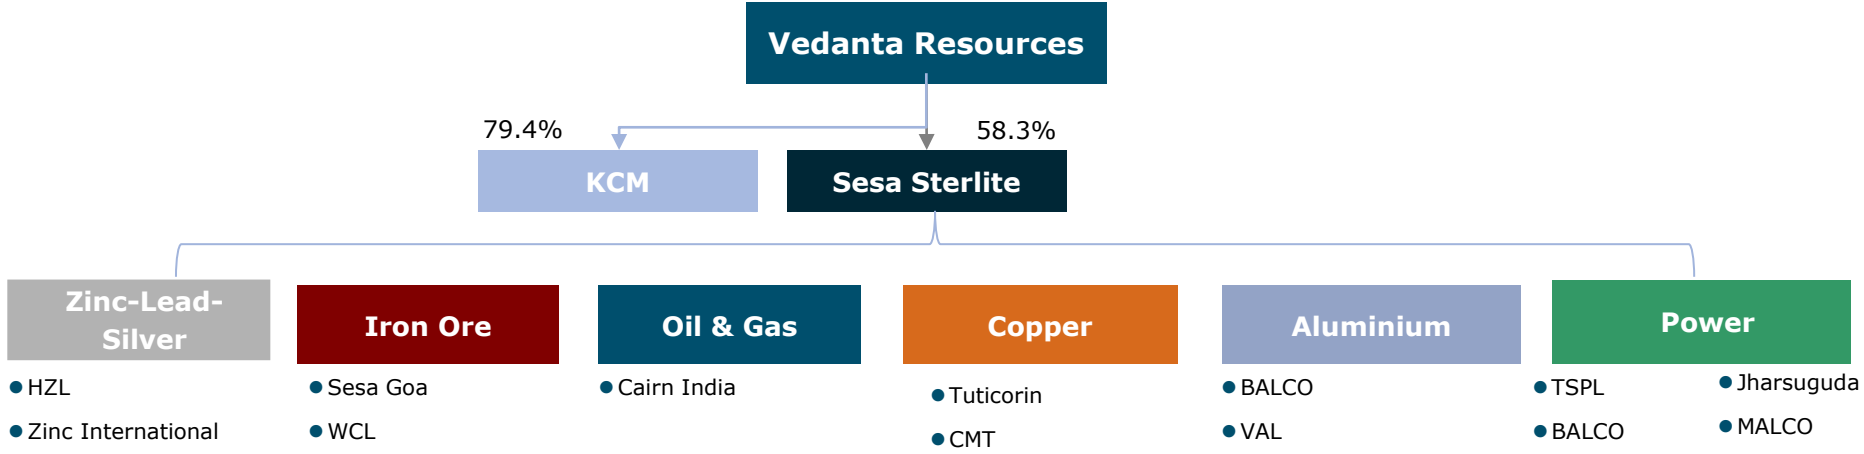 Vedanta Resources
79.4%
58.3%
KCM
Sesa Sterlite
Zinc-Lead-
Silver
Iron Ore
Oil & Gas
Copper
Aluminium
Power
● HZL
● Zinc International
● Sesa Goa
● WCL
● Cairn India
● Tuticorin
● CMT
● BALCO
● VAL
● TSPL
● BALCO
● Jharsuguda
● MALCO